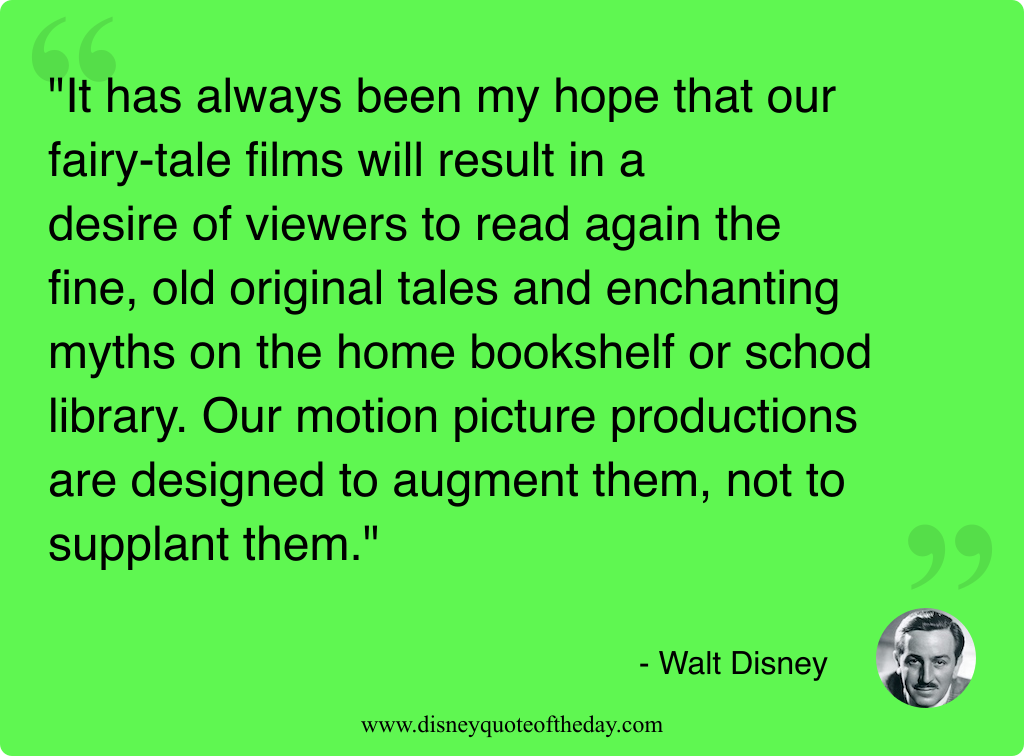 "It has always been my hope that our
fairy-tale films will result in a
desire of viewers to read again the
fine, old original tales and enchanting
myths on the home bookshelf or schod
library. Our motion picture productions
are designed to augment them, not to
supplant them."
- Walt Disney
www.disneyquoteoftheday.com